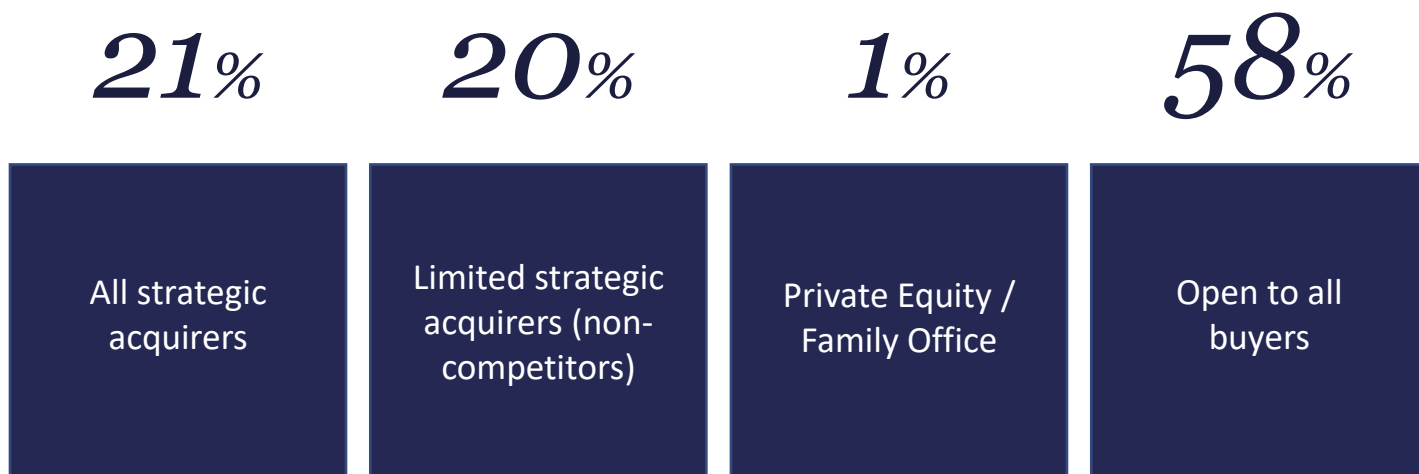 21% 20% 1% 58%
All strategic
acquirers
Limited strategic
acquirers (non-
competitors)
Private Equity /
Family Office
Open to all
buyers